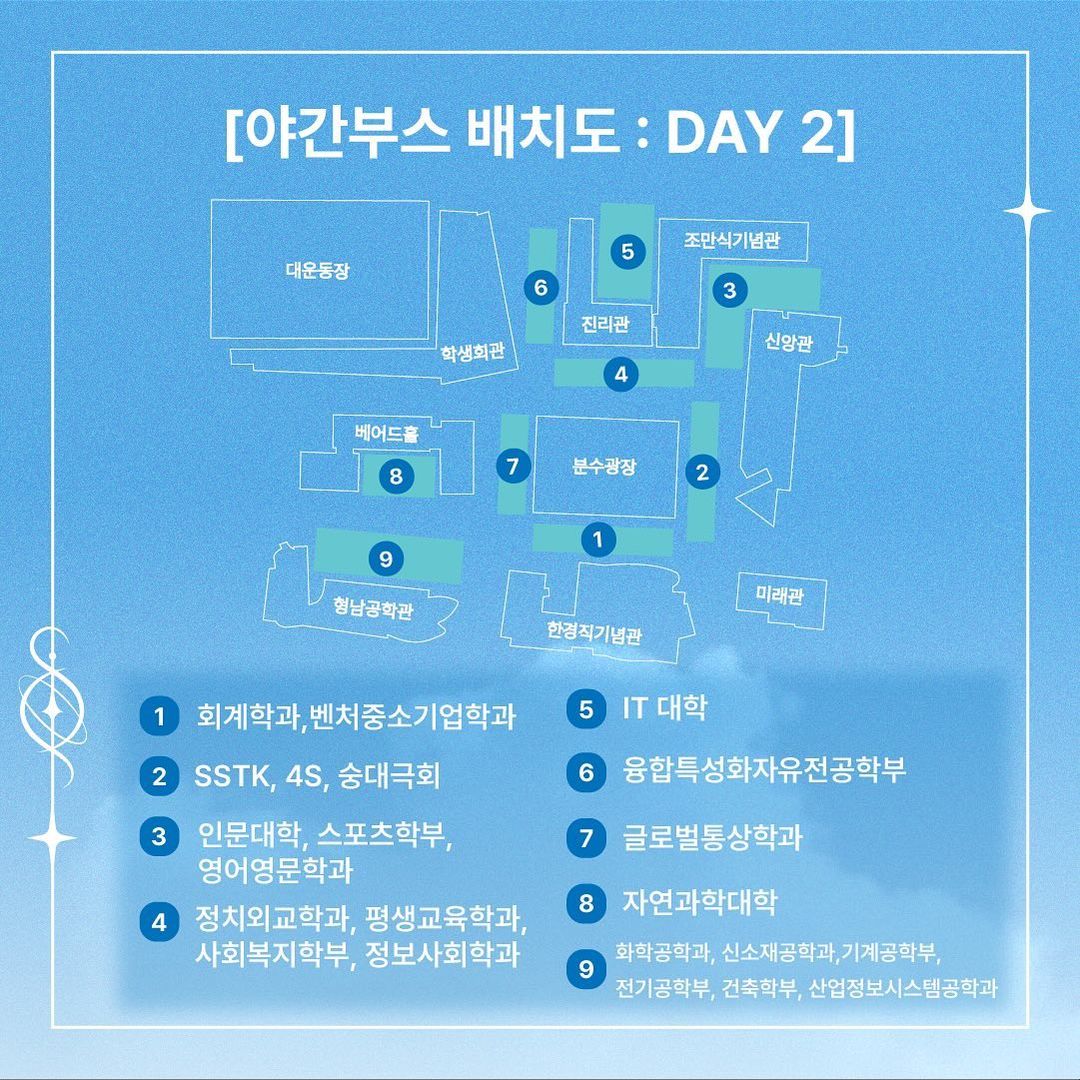 [야간부스 배치도 : DAY 2]
대운동장
학생회관
6
5
조만식기념관
3
진리관
신양관
4
베어드홀
8
7
분수광장
2
1
9
형남공학관
한경직기념관
미래관
1 회계학과,벤처중소기업학과
2 SSTK, 4S, 숭대극회
3 인문대학, 스포츠학부,
영어영문학과
4 정치외교학과, 평생교육학과,
사회복지학부, 정보사회학과
5 IT 대학
6 융합특성화자유전공학부
7 글로벌통상학과
8 자연과학대학
9 화학공학과, 신소재공학과,기계공학부,
전기공학부, 건축학부, 산업정보시스템공학과